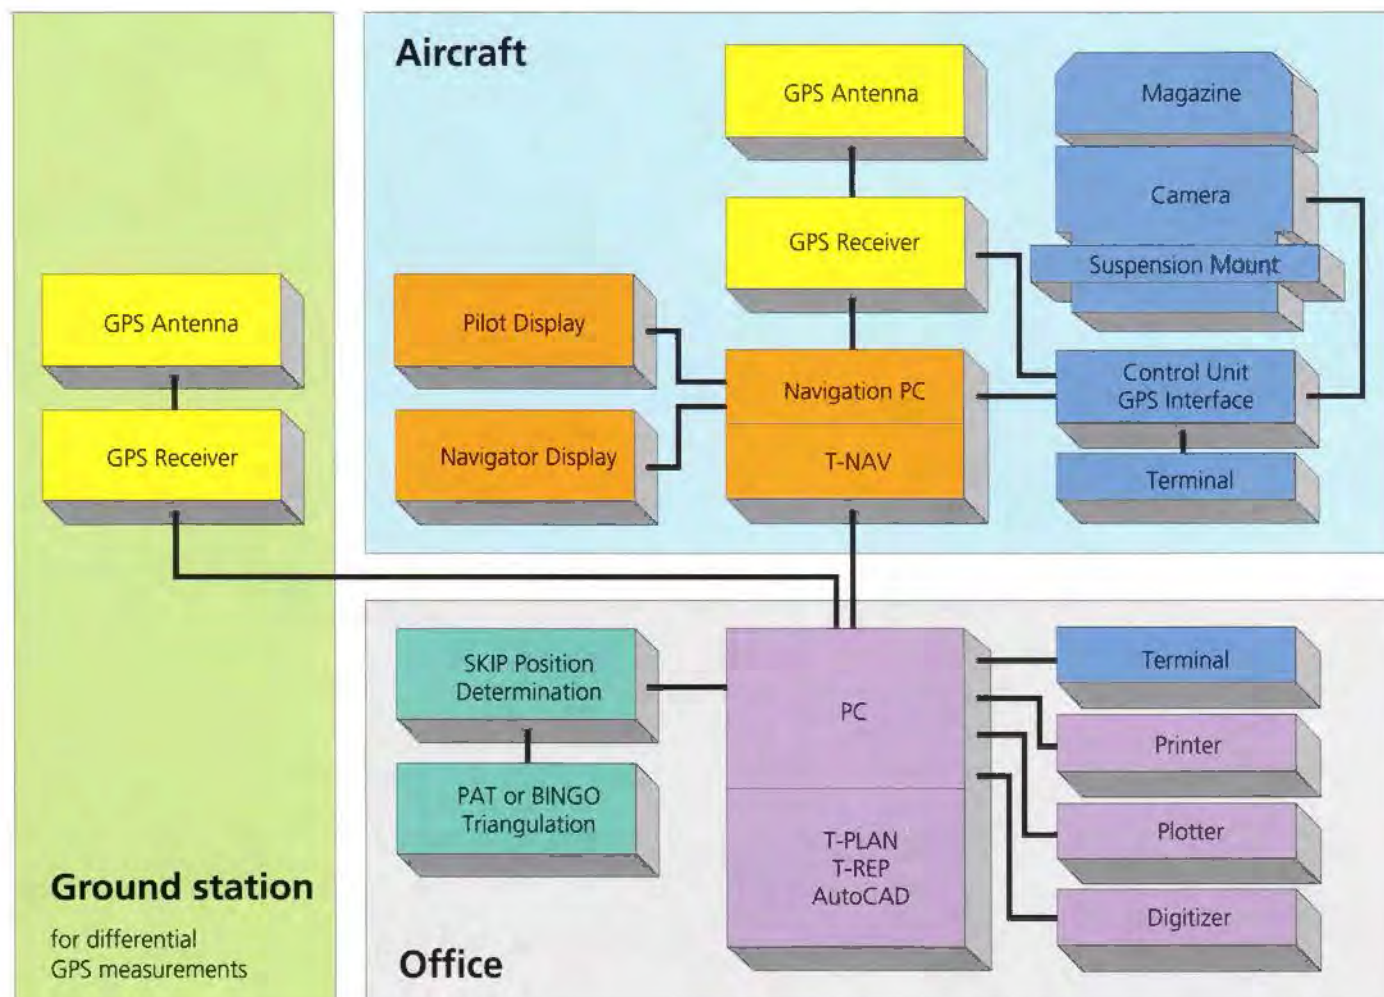 Aircraft
GPS Antenna
Magazine
Camera
GPS Receiver
Suspension Mount
GPS Antenna
Pilot Display
Navigation PC
Control Unit
GPS Interface
GPS Receiver
Navigator Display
T-NAV
Terminal
SKIP Position
Determination
PC
Terminal
Printer
PAT or BINGO
Triangulation
T-PLAN
T-REP
AutoCAD
Plotter
Digitizer
Ground station
for differential
GPS measurements
Office